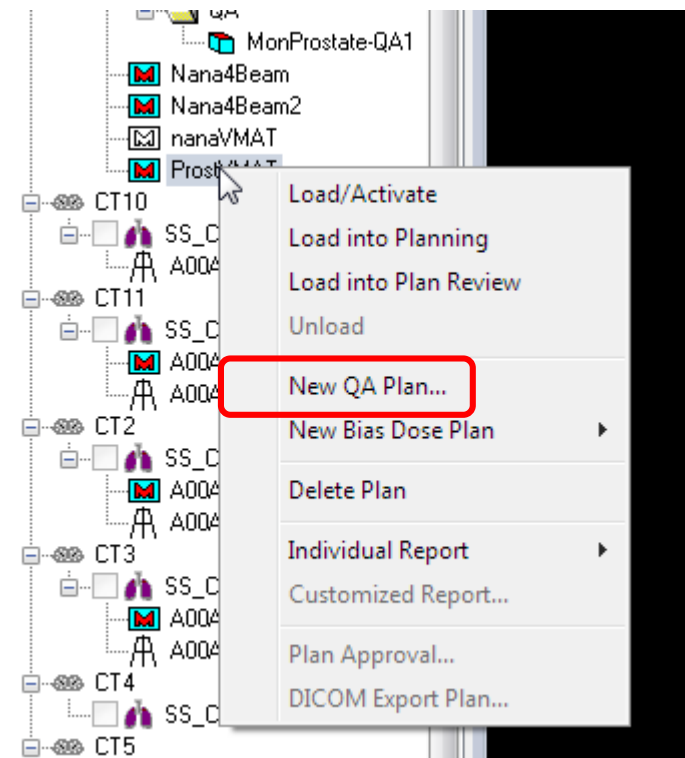 QA
MonProstate-QA1
Nana4Beam
Nana4Beam2
nanaVMAT
ProstVMAT
Load/Activate
CT10
SS_C
Load into Planning
A00A
Load into Plan Review
CT11
SS_C
Unload
A00A
A00A
New QA Plan...
CT2
New Bias Dose Plan
SS_C
A00A
Delete Plan
A00A
CT3
Individual Report
SS_C
Customized Report...
A00A
A00A
Plan Approval...
CT4
DICOM Export Plan...
SS_C
CT5